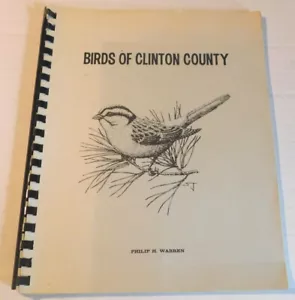 BIRDS OF CLINTON COUNTY
PHILIP H. WARREN